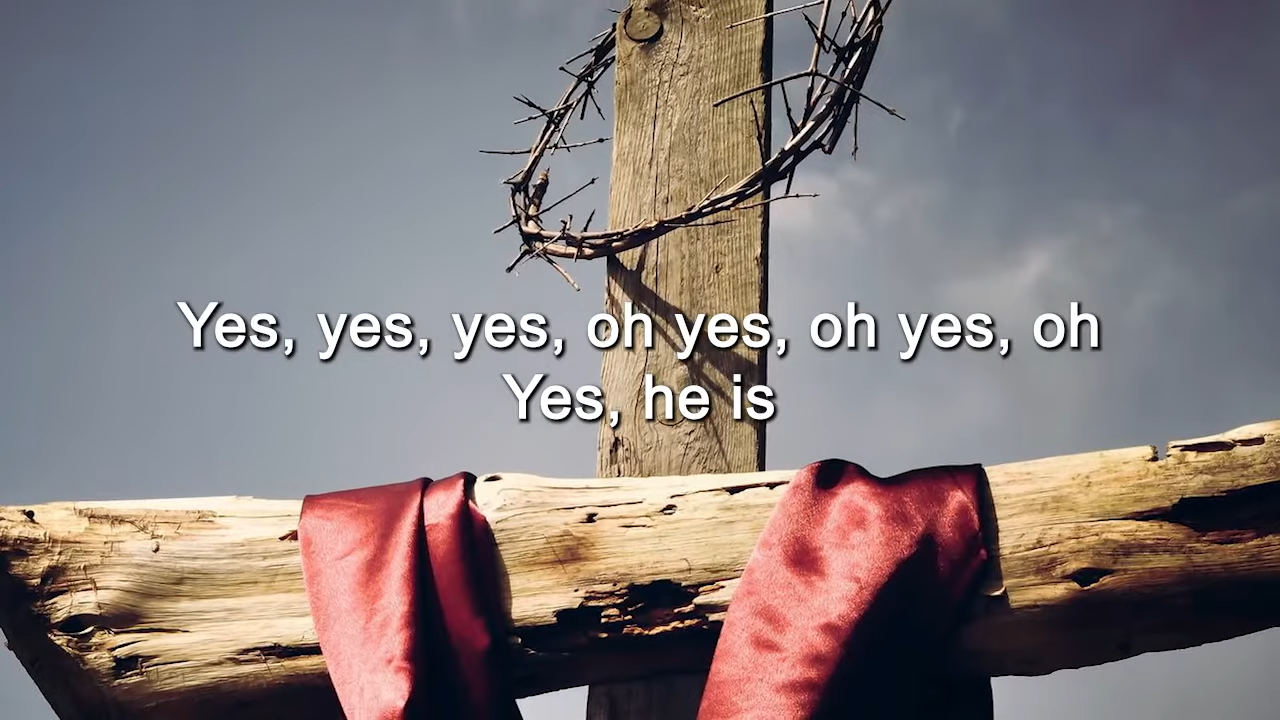 Yes, yes, yes, oh yes, oh yes, oh
Yes, he is